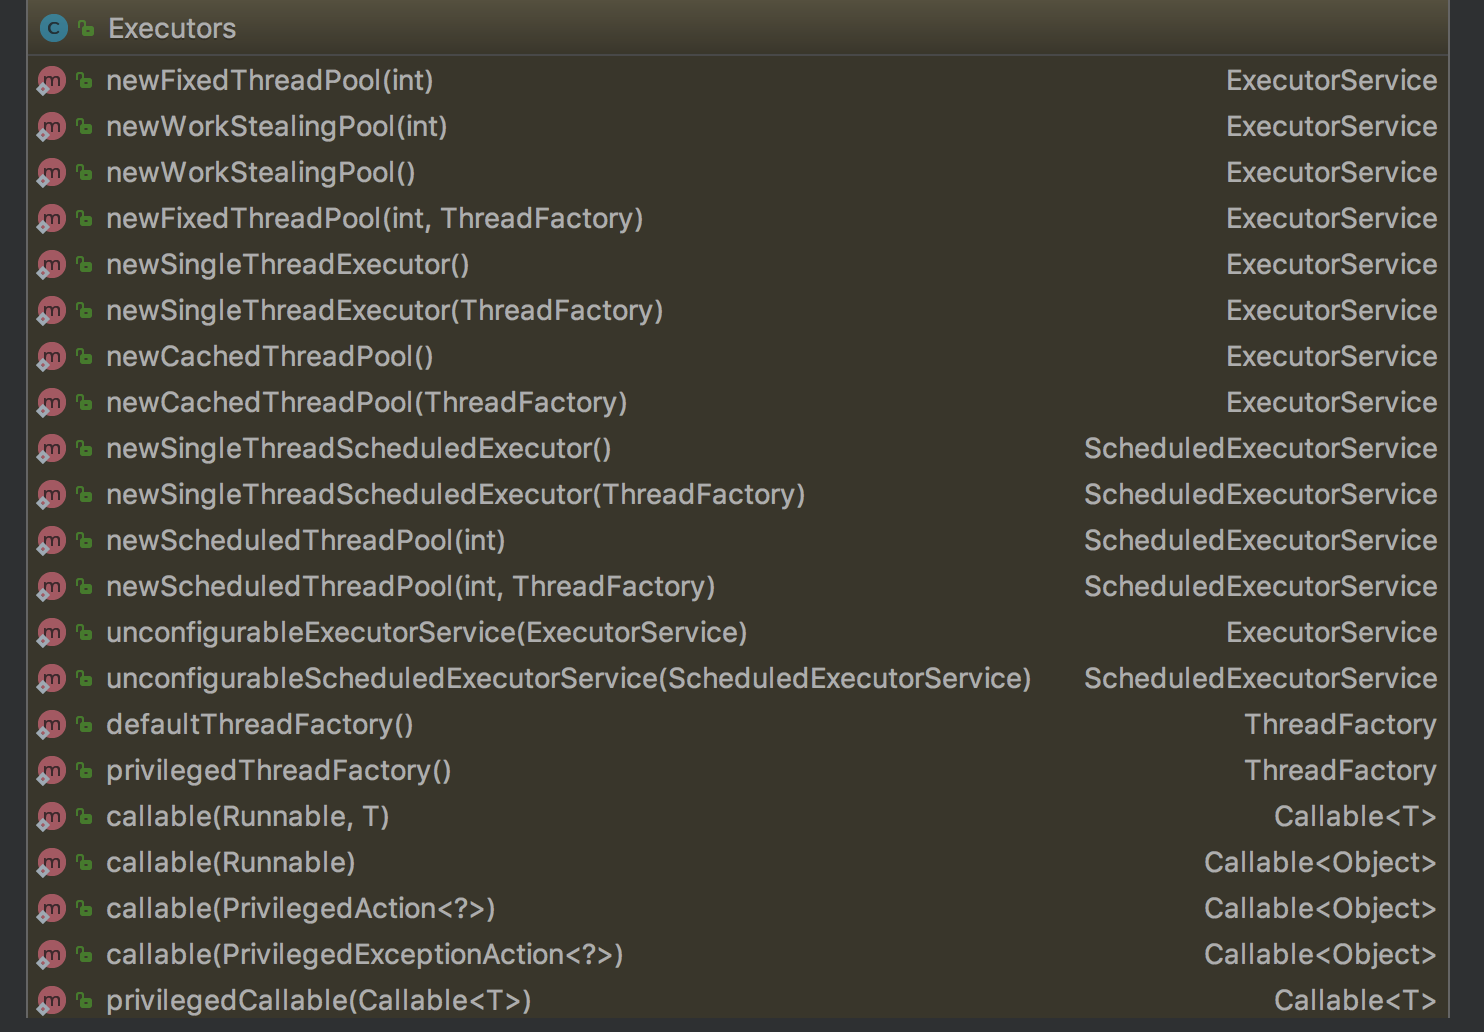 C Executors
m newFixedThreadPool(int) ExecutorService
m newWorkStealingPool(int) ExecutorService
m newWorkStealingPool() ExecutorService
m newFixedThreadPool(int, ThreadFactory) ExecutorService
m newSingleThreadExecutor() ExecutorService
m newSingleThreadExecutor(ThreadFactory) ExecutorService
m newCachedThreadPool() ExecutorService
m newCachedThreadPool(ThreadFactory) ExecutorService
m newSingleThreadScheduledExecutor() ScheduledExecutorService
m newSingleThreadScheduledExecutor(ThreadFactory) ScheduledExecutorService
m newScheduledThreadPool(int) ScheduledExecutorService
m newScheduledThreadPool(int, ThreadFactory) ScheduledExecutorService
m unconfigurableExecutorService(ExecutorService) ExecutorService
m unconfigurableScheduledExecutorService(ScheduledExecutorService) ScheduledExecutorService
m defaultThreadFactory() ThreadFactory
m privilegedThreadFactory() ThreadFactory
m callable(Runnable, T) Callable<T>
m callable(Runnable) Callable<Object>
m callable(PrivilegedAction<?>) Callable<Object>
m callable(PrivilegedExceptionAction<?>) Callable<Object>
m privilegedCallable(Callable<T>) Callable<T>